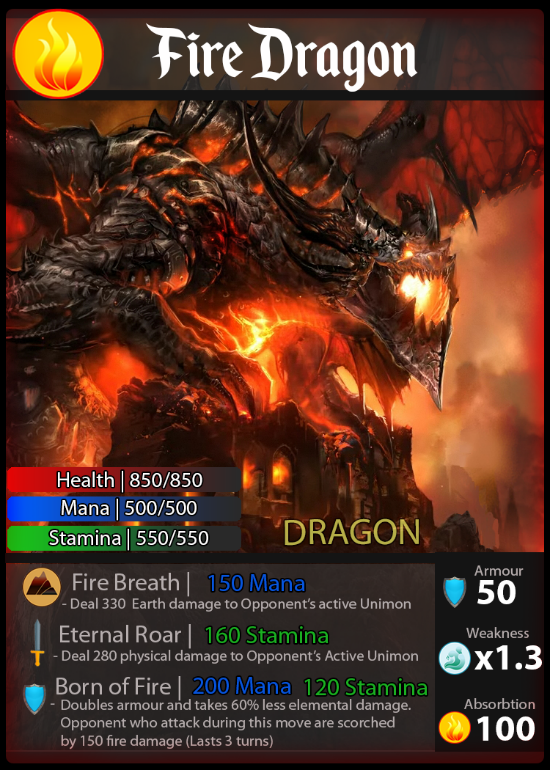 Fire Dragon
Health | 850/850
Mana | 500/500
Stamina | 550/550
DRAGON
Fire Breath | 150 Mana
- Deal 330 Earth damage to Opponent's active Unimon
Eternal Roar | 160 Stamina
- Deal 280 physical damage to Opponent's Active Unimon
Born of Fire | 200 Mana 120 Stamina
- Doubles armour and takes 60% less elemental damage.
Opponent who attack during this move are scorched
by 150 fire damage (Lasts 3 turns)
Armour
50
Weakness
x1.3
Absorbtion
100